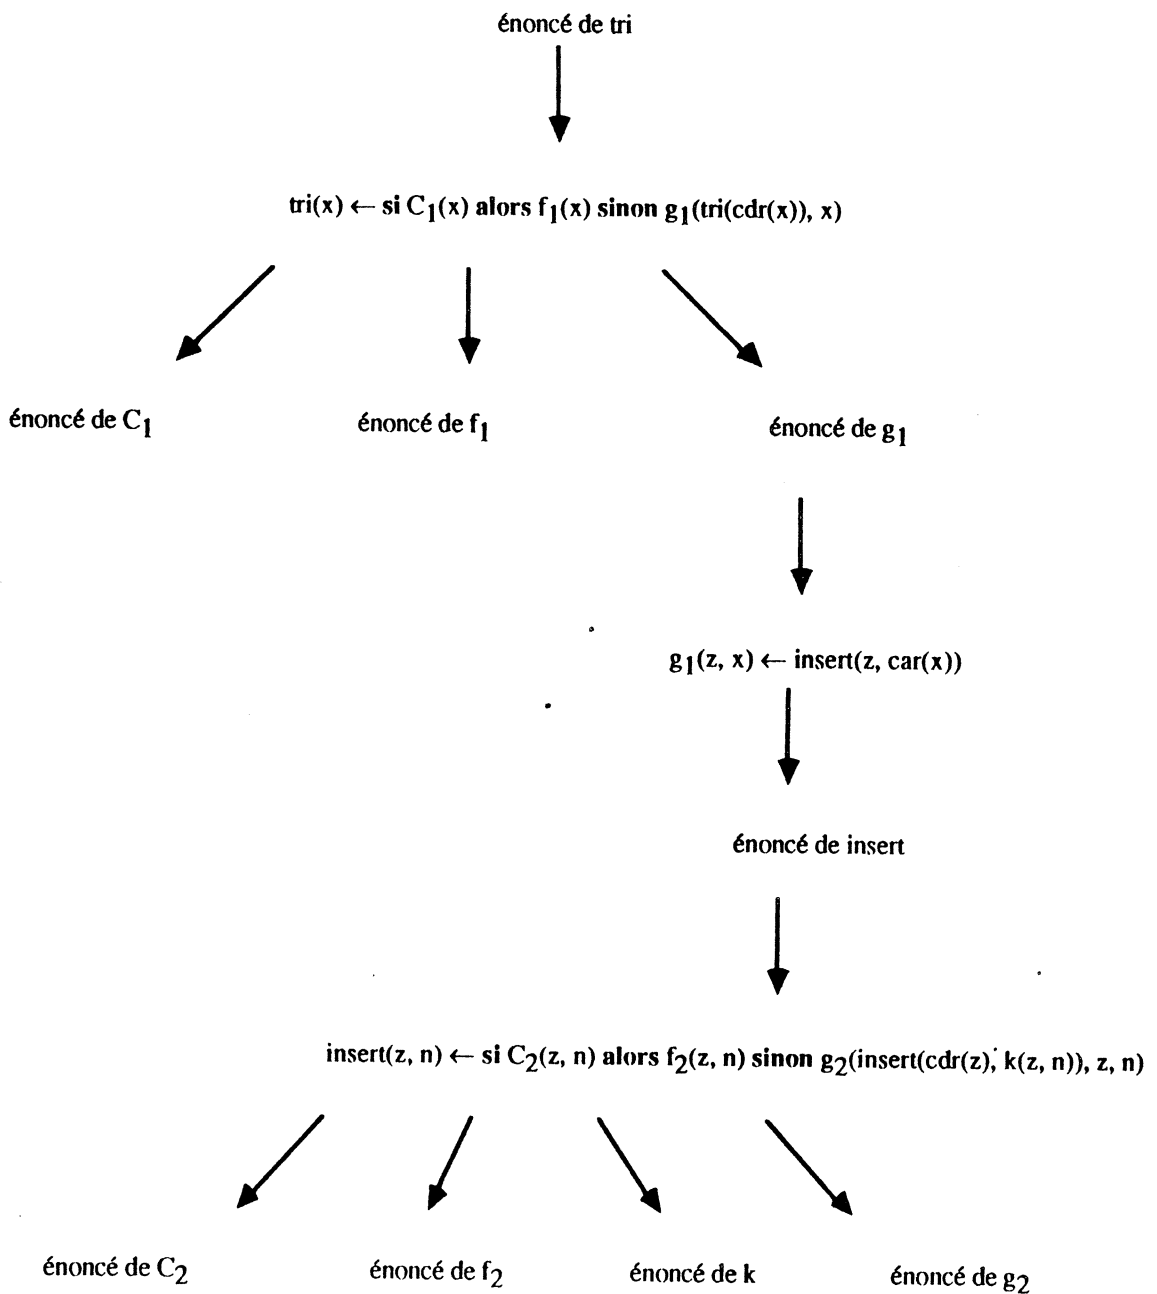 énoncé de tri
tri(x) ← si C₁(x) alors f₁(x) sinon g₁(tri(cdr(x)), x)
énoncé de C₁
énoncé de f₁
énoncé de g₁
g₁(z, x) ← insert(z, car(x))
énoncé de insert
insert(z, n) ← si C₂(z, n) alors f₂(z, n) sinon g₂(insert(cdr(z), k(z, n)), z, n)
énoncé de C₂
énoncé de f₂
énoncé de k
énoncé de g₂